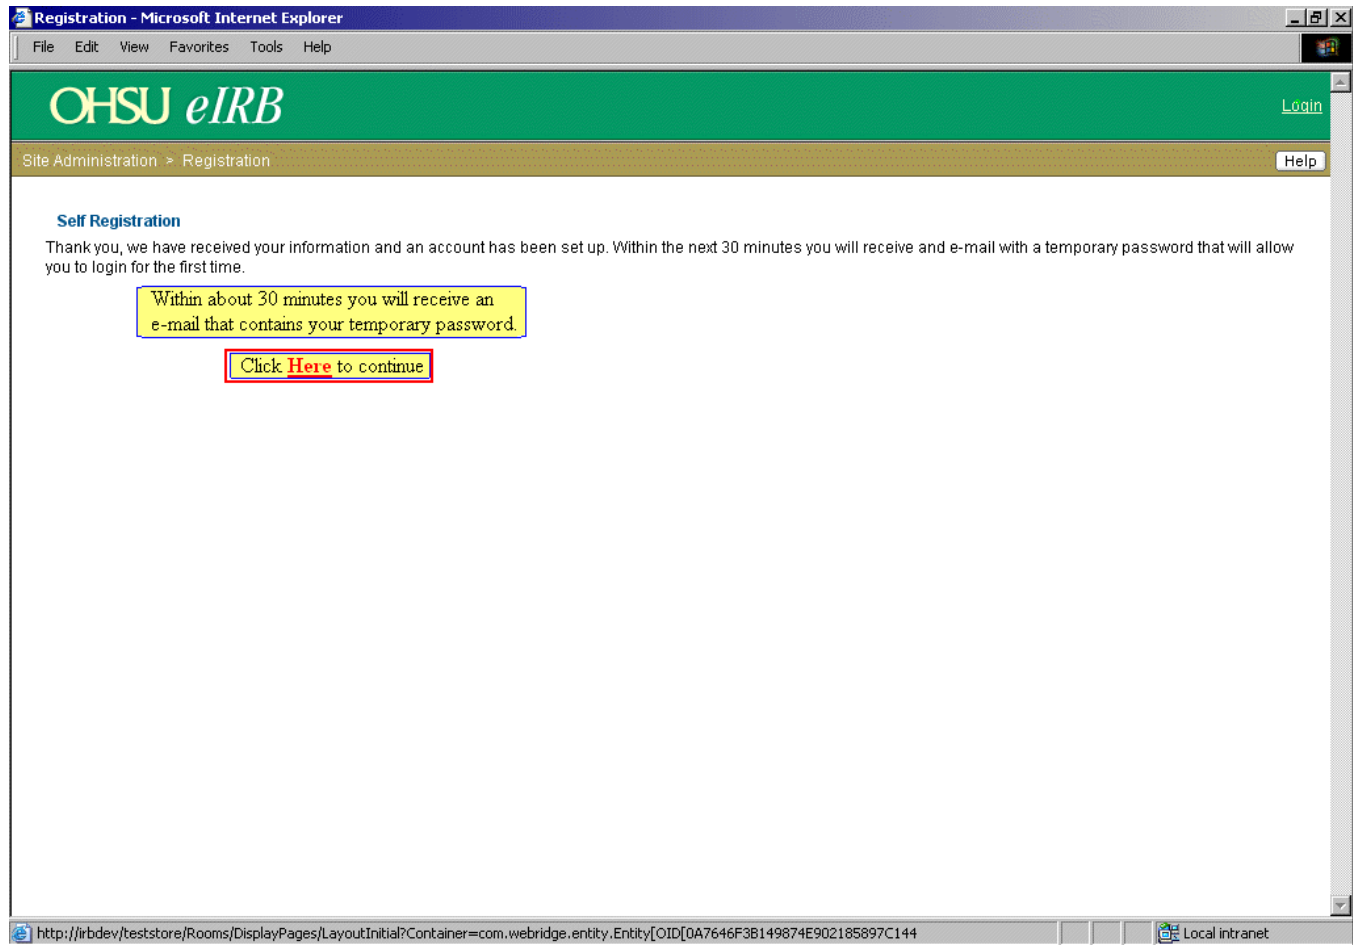 Registration - Microsoft Internet Explorer
File Edit View Favorites Tools Help
OHSU eIRB
Login
Site Administration > Registration
Help
Self Registration
Thank you, we have received your information and an account has been set up. Within the next 30 minutes you will receive and e-mail with a temporary password that will allow
you to login for the first time.
Within about 30 minutes you will receive an
e-mail that contains your temporary password.
Click Here to continue
http://irbdev/teststore/Rooms/DisplayPages/LayoutInitial?Container=com.webridge.entity.Entity[OID[0A7646F3B149874E902185897C144
Local intranet